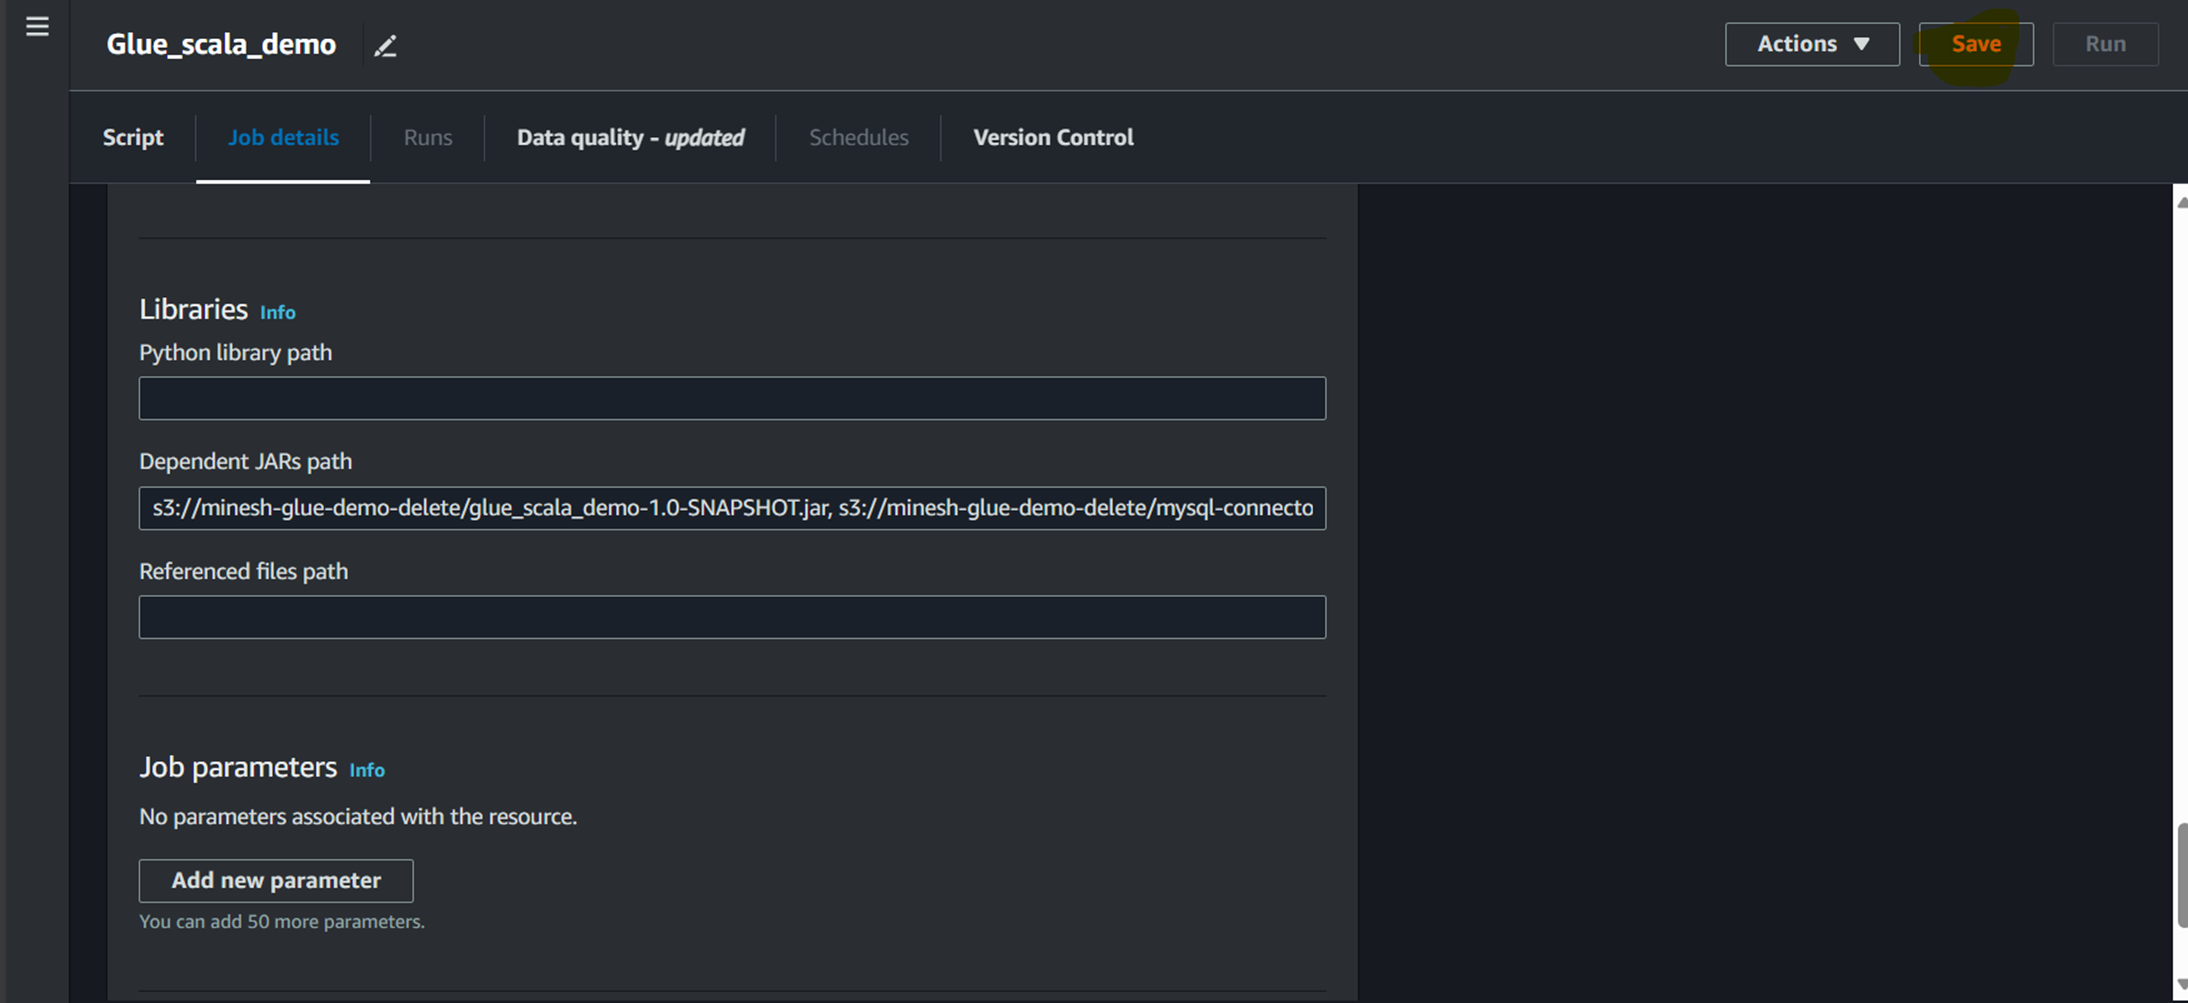 Glue_scala_demo
Actions ▼
Save
Run
Script
Job details
Runs
Data quality - updated
Schedules
Version Control
Libraries Info
Python library path
Dependent JARs path
s3://minesh-glue-demo-delete/glue_scala_demo-1.0-SNAPSHOT.jar, s3://minesh-glue-demo-delete/mysql-connecto
Referenced files path
Job parameters Info
No parameters associated with the resource.
Add new parameter
You can add 50 more parameters.